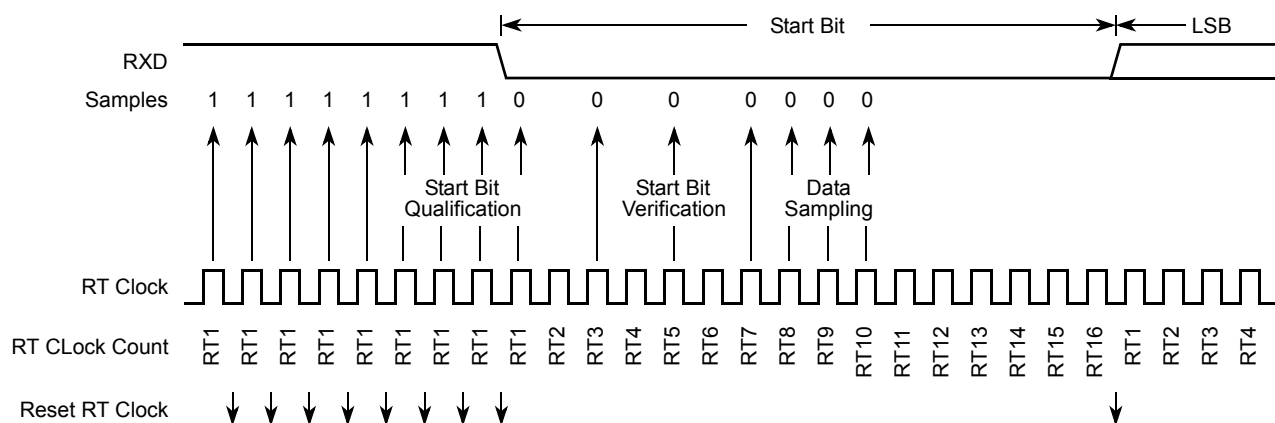 Start Bit LSB
RXD
Samples 1 1 1 1 1 1 1 1 0 0 0 0 0 0 0
Start Bit Qualification Start Bit Verification Data Sampling
RT Clock
RT CLock Count RT1 RT1 RT1 RT1 RT1 RT1 RT1 RT1 RT1 RT2 RT3 RT4 RT5 RT6 RT7 RT8 RT9 RT10 RT11 RT12 RT13 RT14 RT15 RT16 RT1 RT2 RT3 RT4
Reset RT Clock